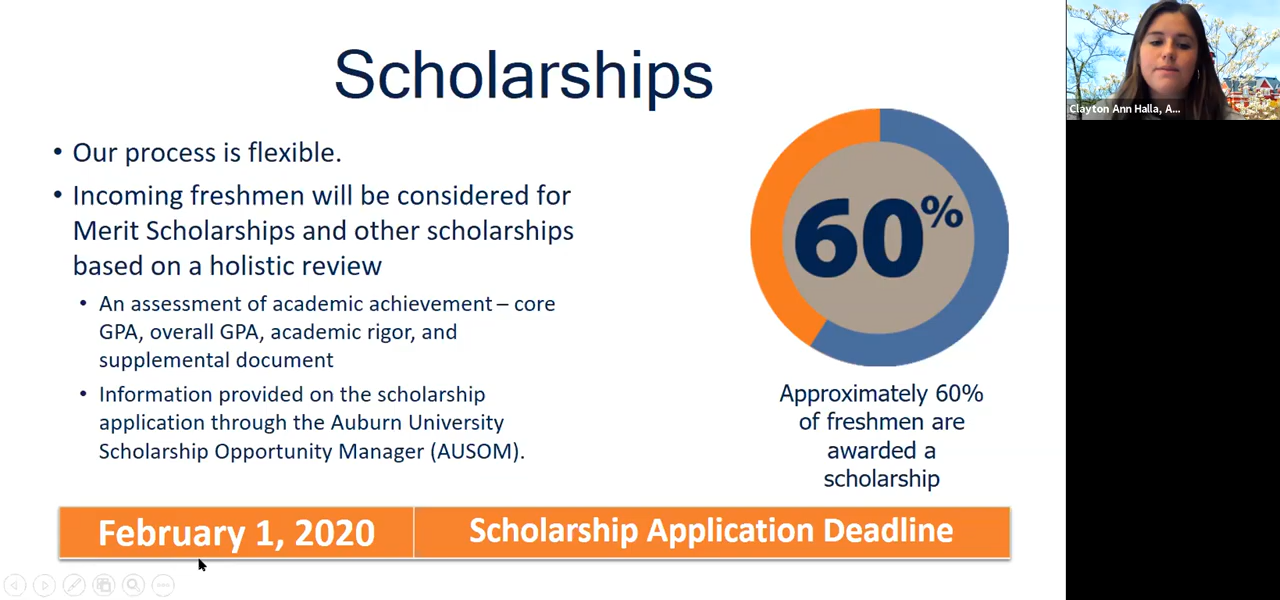 Scholarships
• Our process is flexible.
• Incoming freshmen will be considered for
Merit Scholarships and other scholarships
based on a holistic review
• An assessment of academic achievement – core
GPA, overall GPA, academic rigor, and
supplemental document
• Information provided on the scholarship
application through the Auburn University
Scholarship Opportunity Manager (AUSOM).
60%
Approximately 60%
of freshmen are
awarded a
scholarship
February 1, 2020
Scholarship Application Deadline
Clayton Ann Halla, A...